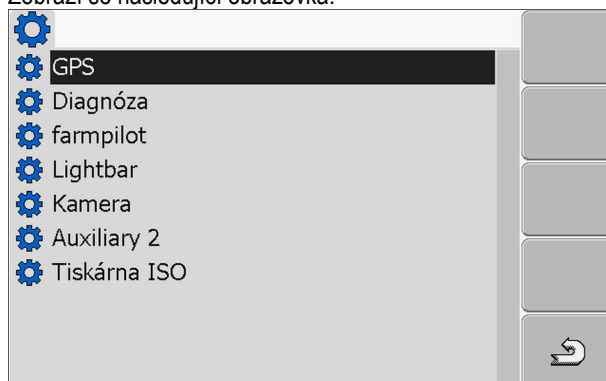 Zobrazí se následující obrazovka:
GPS
Diagnóza
farmpilot
Lightbar
Kamera
Auxiliary 2
Tiskárna ISO